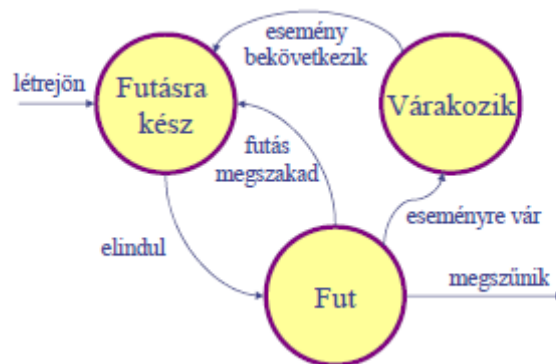 esemény
bekövetkezik
létrejön
Futásra
kész
Várakozik
futás
megszakad
eseményre vár
elindul
Fut
megszűnik